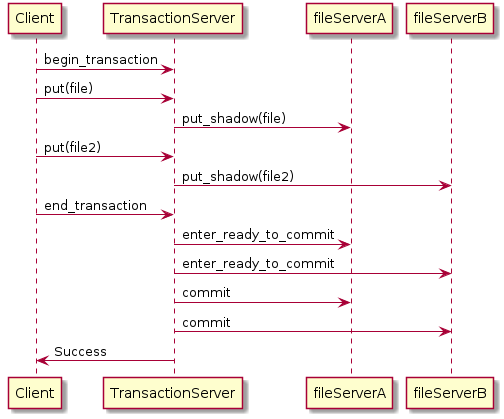 Client TransactionServer fileServerA fileServerB
begin_transaction
put(file)
put_shadow(file)
put(file2)
put_shadow(file2)
end_transaction
enter_ready_to_commit
enter_ready_to_commit
commit
commit
Success
Client TransactionServer fileServerA fileServerB